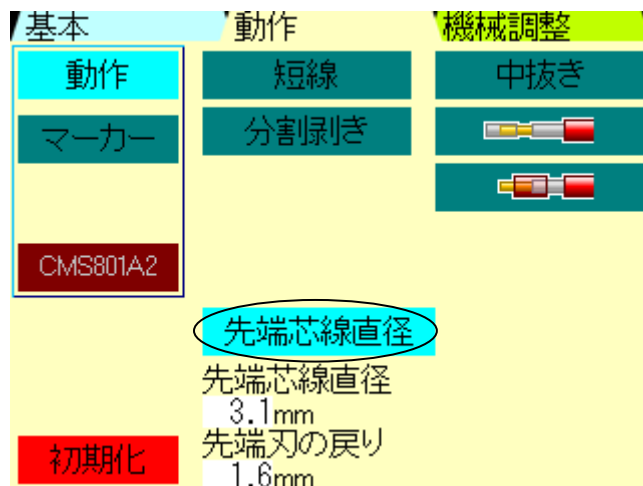 基本
動作
機械調整
動作
短線
中抜き
マーカー
分割剥き
CMS801A2
先端芯線直径
先端芯線直径
3.1mm
先端刃の戻り
1.6mm
初期化